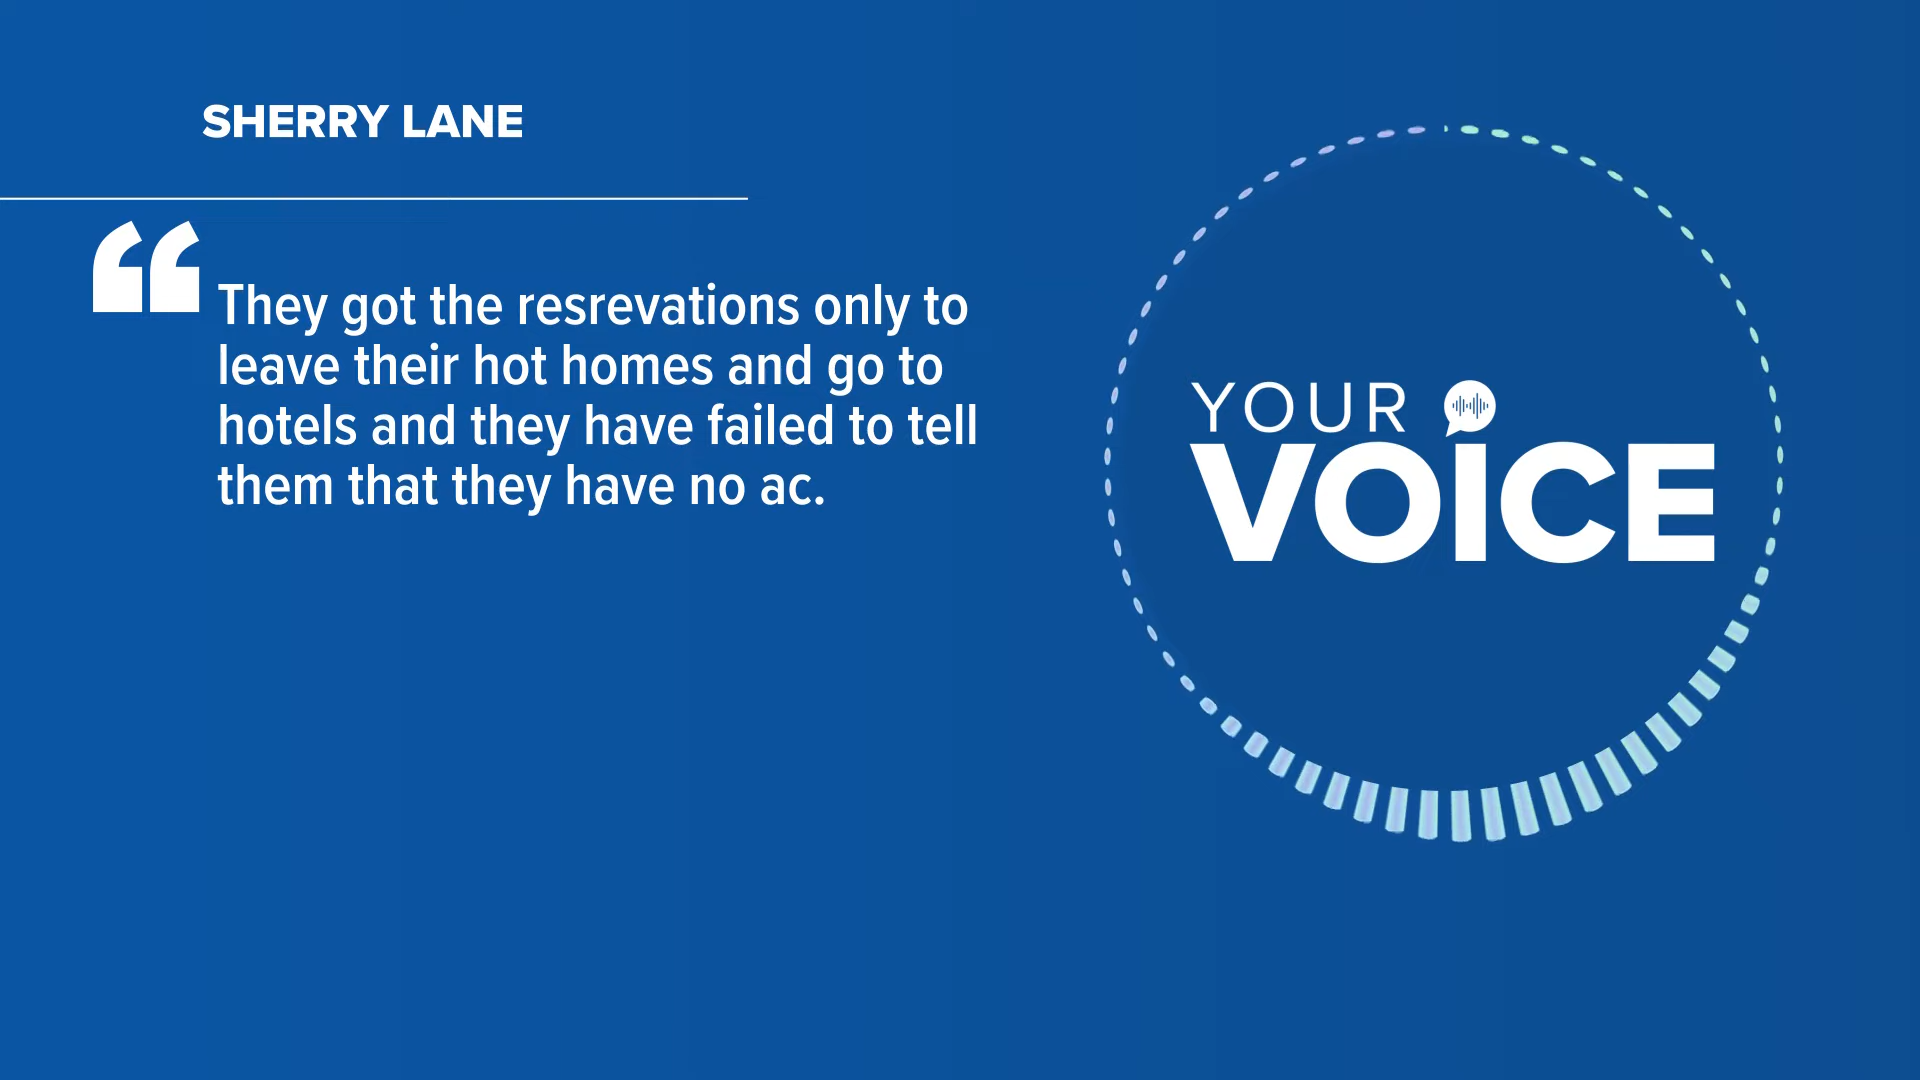 SHERRY LANE
“ They got the resrevations only to
leave their hot homes and go to
hotels and they have failed to tell
them that they have no ac.
YOUR
VOICE